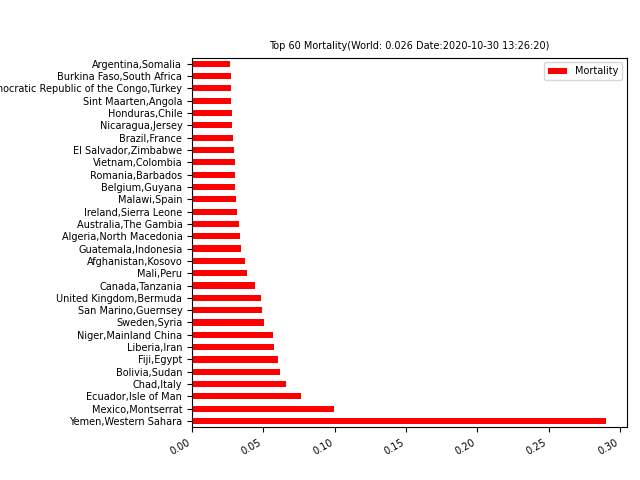 Top 60 Mortality(World: 0.026 Date:2020-10-30 13:26:20)
Mortality
Argentina,Somalia
Burkina Faso,South Africa
Republic of the Congo,Turkey
Sint Maarten,Angola
Honduras,Chile
Nicaragua,Jersey
Brazil,France
El Salvador,Zimbabwe
Vietnam,Colombia
Romania,Barbados
Belgium,Guyana
Malawi,Spain
Ireland,Sierra Leone
Australia,The Gambia
Algeria,North Macedonia
Guatemala,Indonesia
Afghanistan,Kosovo
Mali,Peru
Canada,Tanzania
United Kingdom,Bermuda
San Marino,Guernsey
Sweden,Syria
Niger,Mainland China
Liberia,Iran
Fiji,Egypt
Bolivia,Sudan
Chad,Italy
Ecuador,Isle of Man
Mexico,Montserrat
Yemen,Western Sahara
0.00 0.05 0.10 0.15 0.20 0.25 0.30